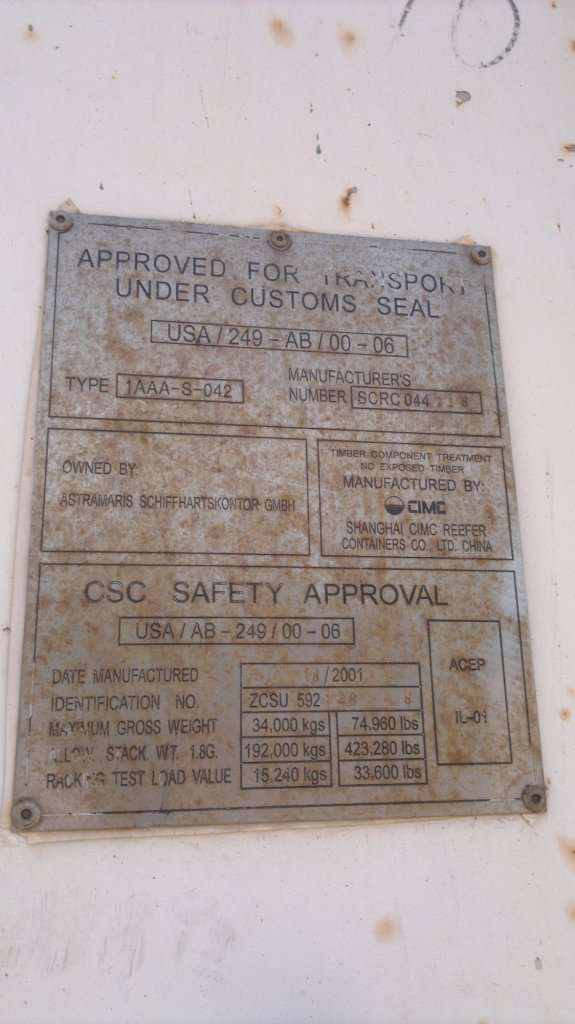 APPROVED FOR TRANSPORT
UNDER CUSTOMS SEAL
USA / 249 - AB / 00 - 06
TYPE 1AAA-S-042
MANUFACTURER'S
NUMBER SCRC 044
OWNED BY:
ASTRAMARIS SCHIFFHARTSKONTOR GMBH
TIMBER COMPONENT TREATMENT
NO EXPOSED TIMBER
MANUFACTURED BY:
CIMC
SHANGHAI CIMC REEFER
CONTAINERS CO., LTD. CHINA
CSC SAFETY APPROVAL
USA / AB - 249 / 00 - 06
DATE MANUFACTURED /2001
IDENTIFICATION NO. ZCSU 592
MAXIMUM GROSS WEIGHT 34.000 kgs 74.960 lbs
ALLOW. STACK. WT. 1.8G. 192.000 kgs 423.280 lbs
RACKING TEST LOAD VALUE 15.240 kgs 33.600 lbs
ACEP
IL-01